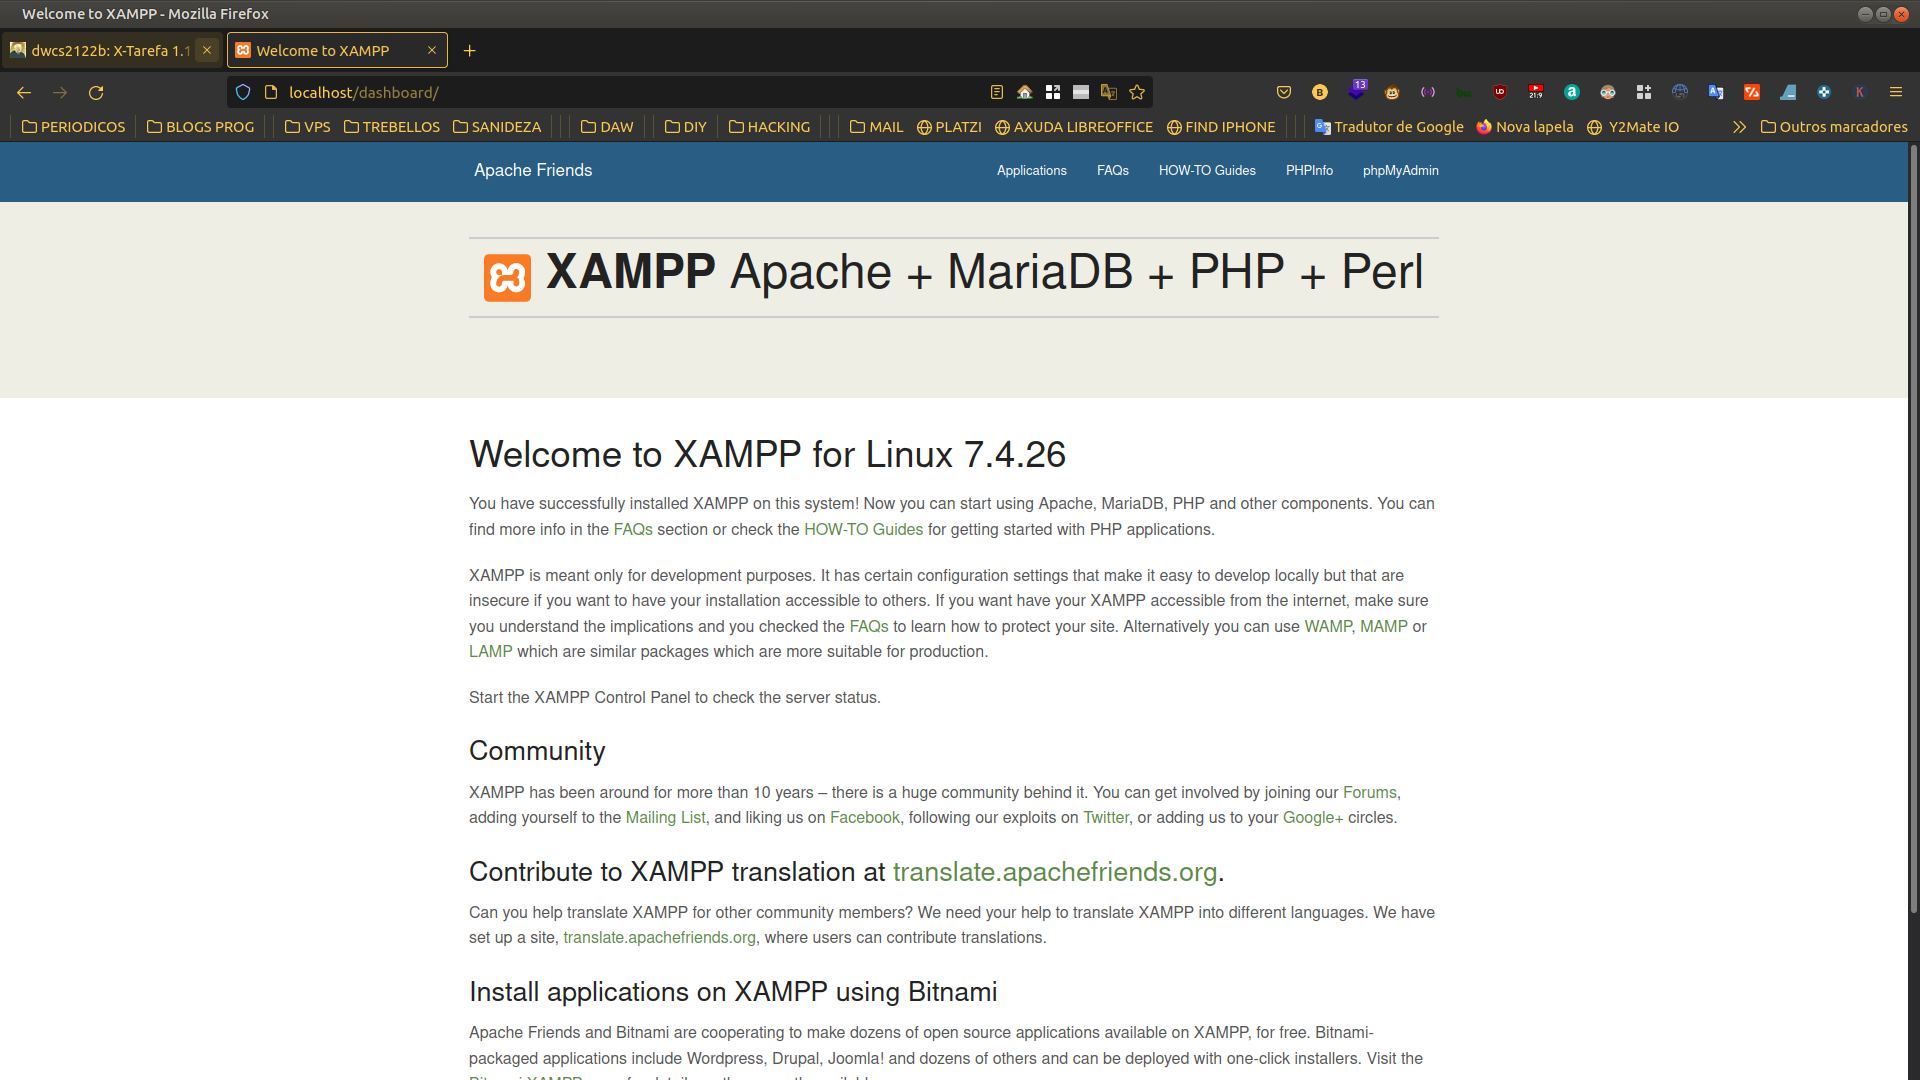 Welcome to XAMPP - Mozilla Firefox
dwcs2122b: X-Tarefa 1.1
Welcome to XAMPP
localhost/dashboard/
13
21:9
PERIODICOS BLOGS PROG VPS TREBELLOS SANIDEZA DAW DIY HACKING MAIL PLATZI AXUDA LIBREOFFICE FIND IPHONE Tradutor de Google Nova lapela Y2Mate IO Outros marcadores
Apache Friends Applications FAQs HOW-TO Guides PHPInfo phpMyAdmin
XAMPP Apache + MariaDB + PHP + Perl
Welcome to XAMPP for Linux 7.4.26
You have successfully installed XAMPP on this system! Now you can start using Apache, MariaDB, PHP and other components. You can
find more info in the FAQs section or check the HOW-TO Guides for getting started with PHP applications.
XAMPP is meant only for development purposes. It has certain configuration settings that make it easy to develop locally but that are
insecure if you want to have your installation accessible to others. If you want have your XAMPP accessible from the internet, make sure
you understand the implications and you checked the FAQs to learn how to protect your site. Alternatively you can use WAMP, MAMP or
LAMP which are similar packages which are more suitable for production.
Start the XAMPP Control Panel to check the server status.
Community
XAMPP has been around for more than 10 years – there is a huge community behind it. You can get involved by joining our Forums,
adding yourself to the Mailing List, and liking us on Facebook, following our exploits on Twitter, or adding us to your Google+ circles.
Contribute to XAMPP translation at translate.apachefriends.org.
Can you help translate XAMPP for other community members? We need your help to translate XAMPP into different languages. We have
set up a site, translate.apachefriends.org, where users can contribute translations.
Install applications on XAMPP using Bitnami
Apache Friends and Bitnami are cooperating to make dozens of open source applications available on XAMPP, for free. Bitnami-
packaged applications include Wordpress, Drupal, Joomla! and dozens of others and can be deployed with one-click installers. Visit the